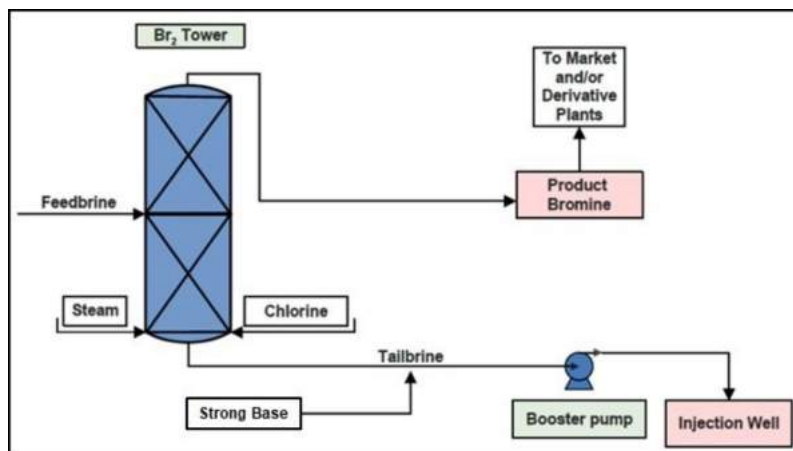 Br₂ Tower
To Market
and/or
Derivative
Plants
Feedbrine
Product
Bromine
Steam
Chlorine
Tailbrine
Strong Base
Booster pump
Injection Well